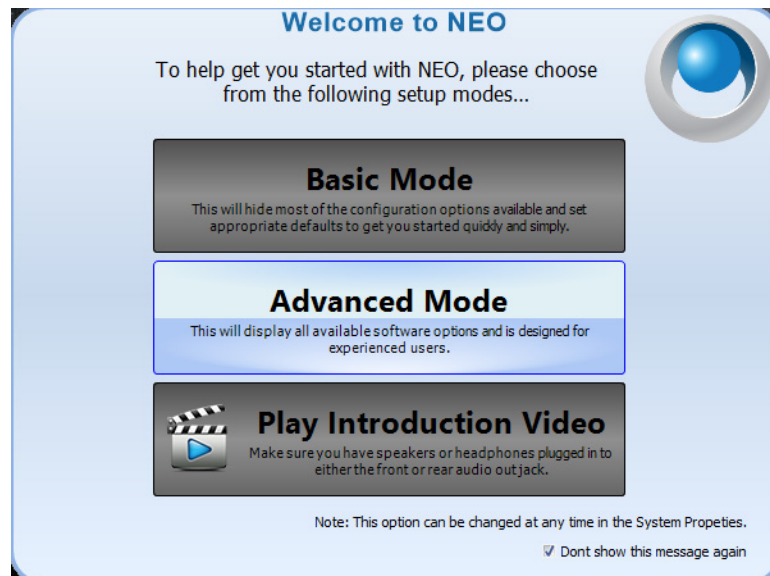 Welcome to NEO
To help get you started with NEO, please choose
from the following setup modes...
Basic Mode
This will hide most of the configuration options available and set
appropriate defaults to get you started quickly and simply.
Advanced Mode
This will display all available software options and is designed for
experienced users.
Play Introduction Video
Make sure you have speakers or headphones plugged in to
either the front or rear audio out jack.
Note: This option can be changed at any time in the System Propeties.
Dont show this message again